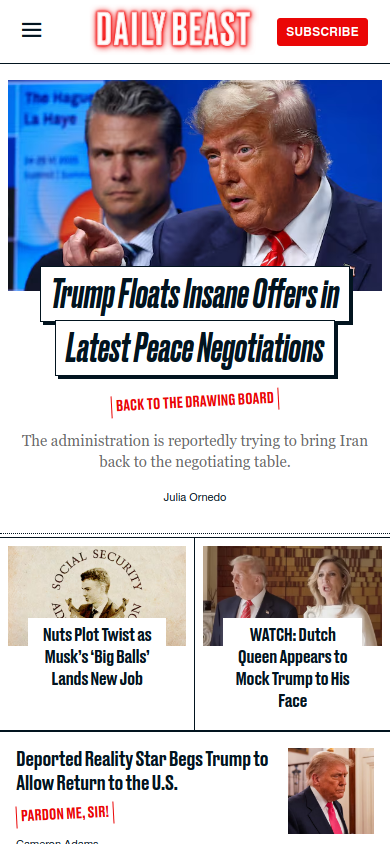 DAILY BEAST
SUBSCRIBE
The Hague
La Haye
Trump Floats Insane Offers in
Latest Peace Negotiations
BACK TO THE DRAWING BOARD
The administration is reportedly trying to bring Iran
back to the negotiating table.
Julia Ornedo
SOCIAL SECURITY
Nuts Plot Twist as
Musk's ‘Big Balls’
Lands New Job
WATCH: Dutch
Queen Appears to
Mock Trump to His
Face
Deported Reality Star Begs Trump to
Allow Return to the U.S.
PARDON ME, SIR!
Cameron Adams